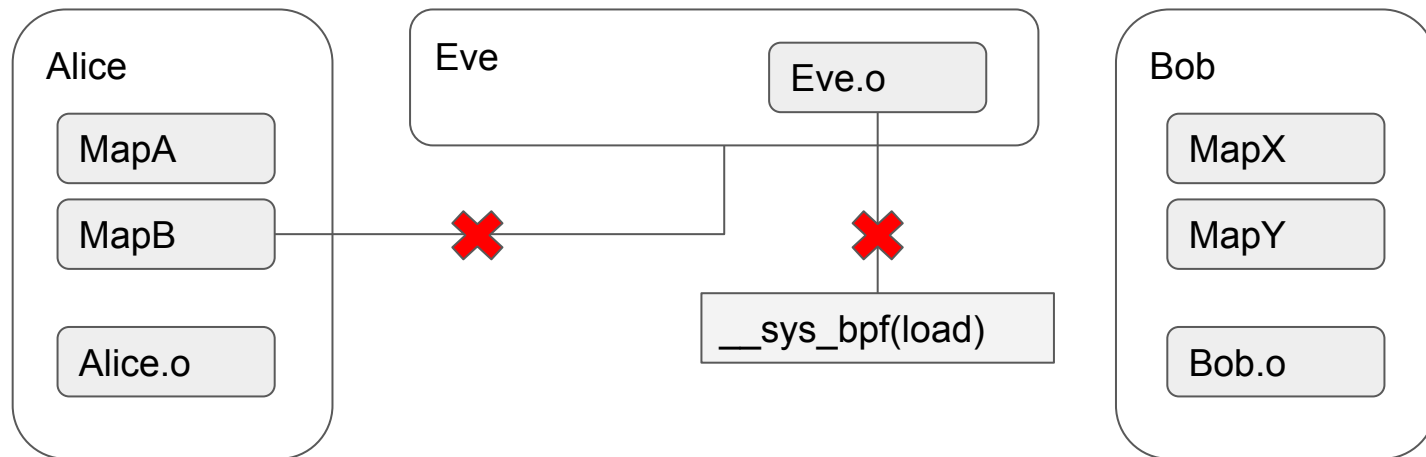 Alice
MapA
MapB
Alice.o
Eve
Eve.o
__sys_bpf(load)
Bob
MapX
MapY
Bob.o